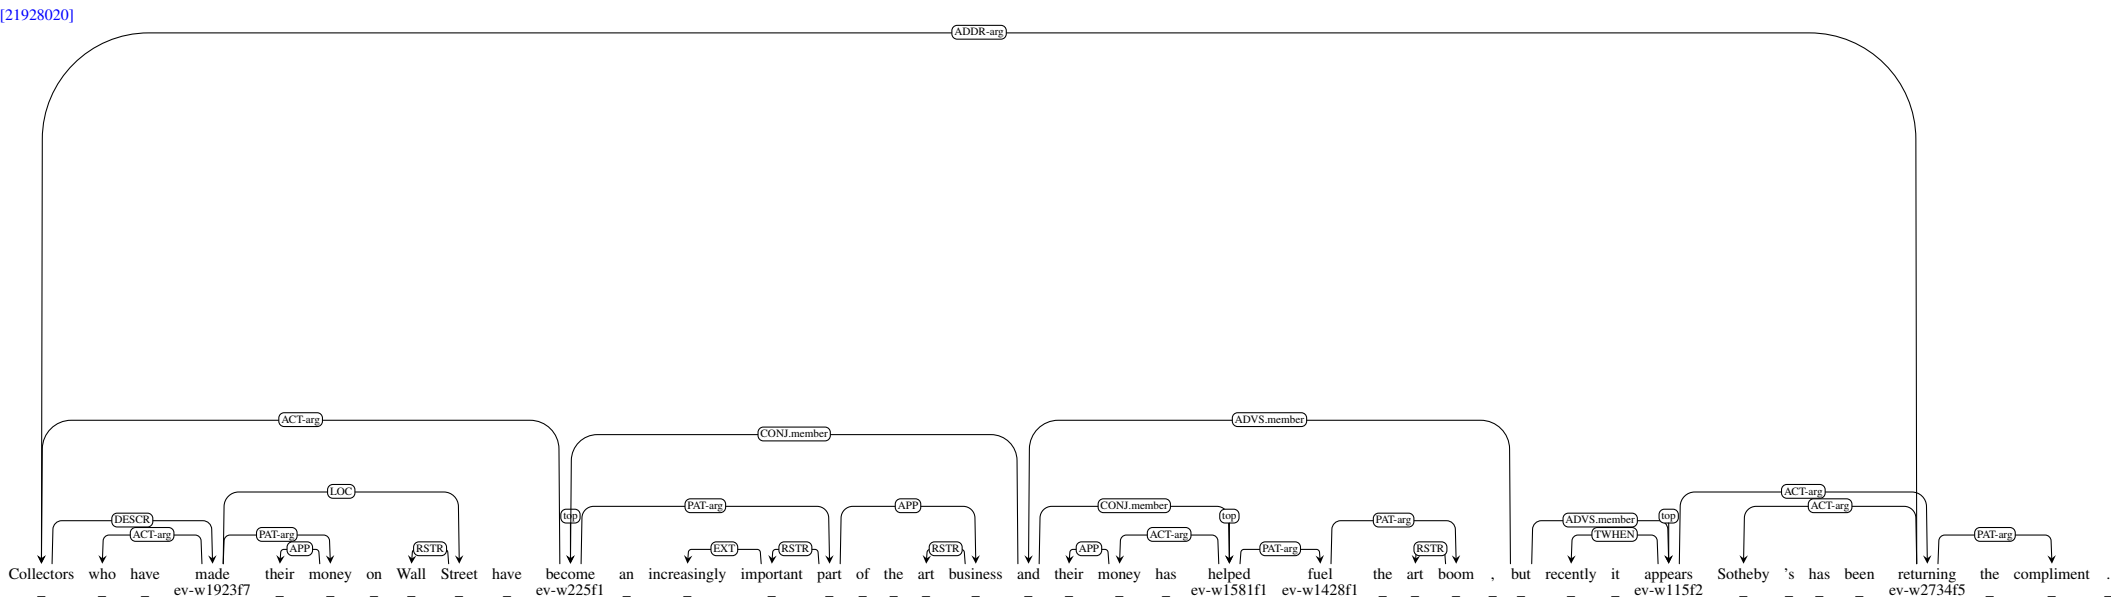 [21928020]
ADDR-arg
ACT-arg ADVS.member
CONJ.member
LOC ACT-arg
PAT-arg APP CONJ.member ACT-arg
top top top
DESCR PAT-arg ADVS.member
ACT-arg PAT-arg ACT-arg TWHEN PAT-arg
APP RSTR EXT RSTR RSTR APP PAT-arg RSTR
Collectors who have made their money on Wall Street have become an increasingly important part of the art business and their money has helped fuel the art boom , but recently it appears Sotheby 's has been returning the compliment .
_ _ _ ev-w1923f7 _ _ _ _ _ _ ev-w225f1 _ _ _ _ _ _ _ _ _ _ _ _ ev-w1581f1 ev-w1428f1 _ _ _ _ _ _ _ ev-w115f2 _ _ _ _ ev-w2734f5 _ _ _